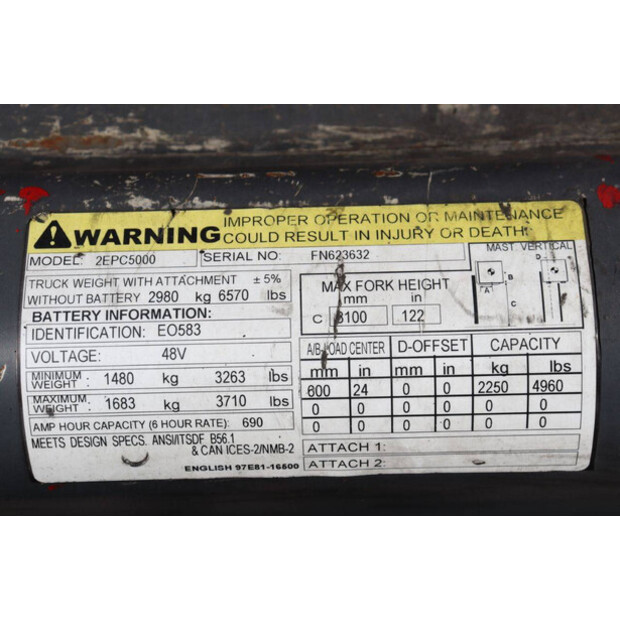 WARNING IMPROPER OPERATION OR MAINTENANCE
COULD RESULT IN INJURY OR DEATH!
MODEL: 2EPC5000 SERIAL NO: FN623632
TRUCK WEIGHT WITH ATTACHMENT ± 5%
WITHOUT BATTERY 2980 kg 6570 lbs
BATTERY INFORMATION:
IDENTIFICATION: EO583
VOLTAGE: 48V
MINIMUM WEIGHT : 1480 kg 3263 lbs
MAXIMUM WEIGHT : 1683 kg 3710 lbs
AMP HOUR CAPACITY (6 HOUR RATE): 690
MEETS DESIGN SPECS. ANSI/ITSDF B56.1
& CAN ICES-2/NMB-2
ENGLISH 97E81-16500
MAX FORK HEIGHT
mm in
C 3100 122
MAST. VERTICAL
D
B
"A"
C
A/B-LOAD CENTER D-OFFSET CAPACITY
mm in mm in kg lbs
600 24 0 0 2250 4960
0 0 0 0 0 0
0 0 0 0 0 0
ATTACH 1:
ATTACH 2: